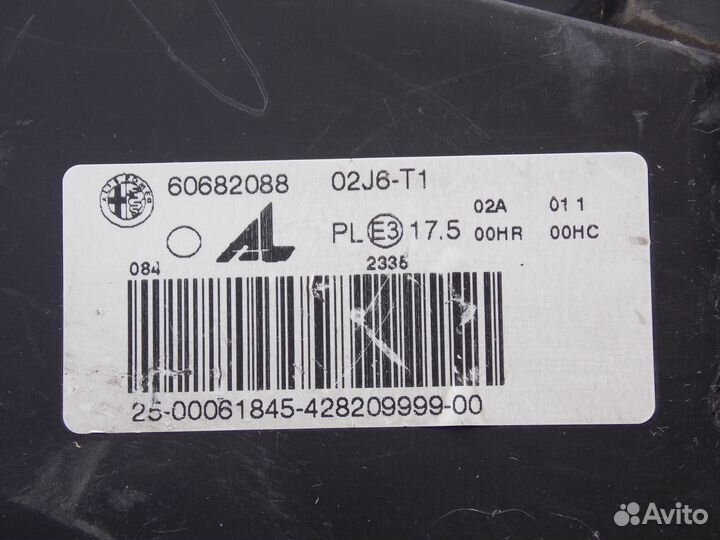 60682088 02J6-T1
AL PL E3 17.5 02A 01 1
00HR 00HC
084 2335
25-00061845-428209999-00
Avito